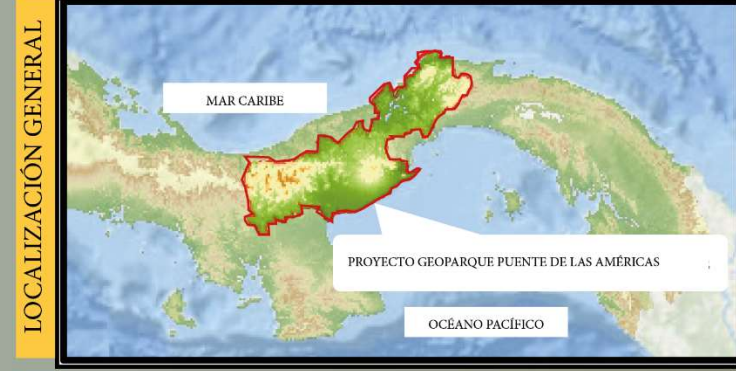 LOCALIZACIÓN GENERAL
MAR CARIBE
PROYECTO GEOPARQUE PUENTE DE LAS AMÉRICAS
OCÉANO PACÍFICO